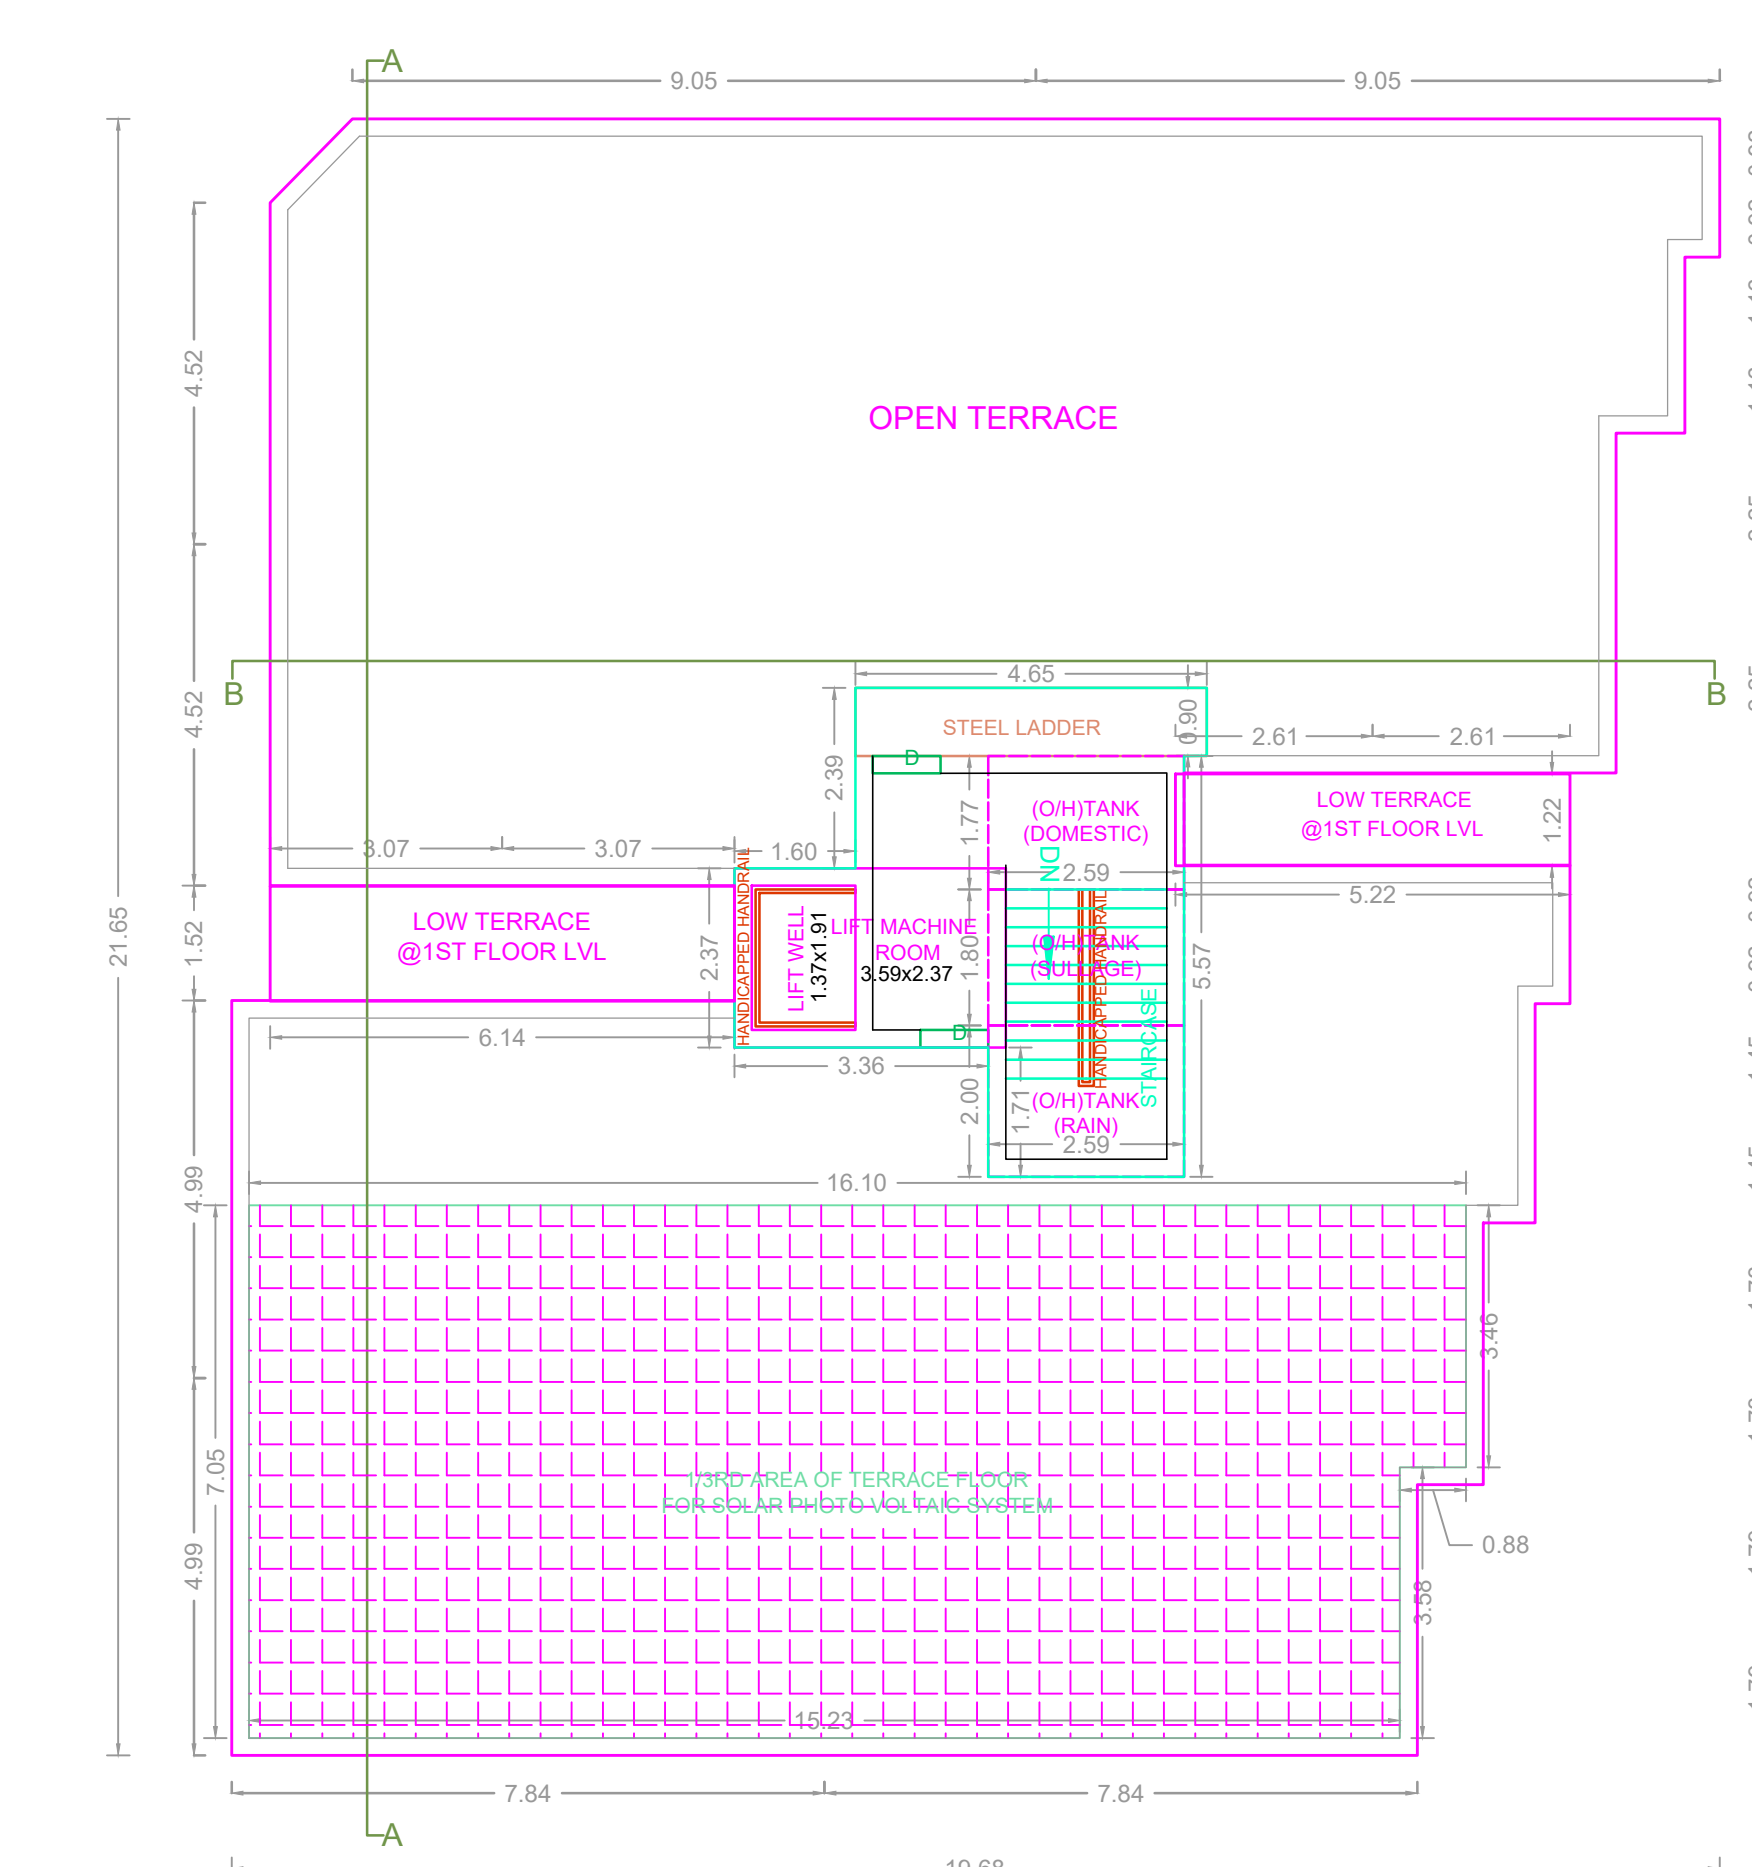 A
9.05
9.05
4.52
OPEN TERRACE
21.65
4.52
B
B
4.65
STEEL LADDER
0.90
2.61
2.61
D
2.39
1.77
(O/H)TANK
(DOMESTIC)
LOW TERRACE
@1ST FLOOR LVL
1.22
3.07
3.07
1.60
DN
2.59
5.22
1.52
LOW TERRACE
@1ST FLOOR LVL
2.37
HANDICAPPED HANDRAIL
LIFT WELL
1.37x1.91
LIFT MACHINE
ROOM
3.59x2.37
1.80
(O/H)TANK
(SULLAGE)
HANDICAPPED HANDRAIL
STAIRCASE
5.57
6.14
D
3.36
2.00
1.71
(O/H)TANK
(RAIN)
2.59
4.99
16.10
3.46
7.05
1/3RD AREA OF TERRACE FLOOR
FOR SOLAR PHOTO VOLTAIC SYSTEM
0.88
4.99
3.58
15.23
7.84
7.84
A
19.68